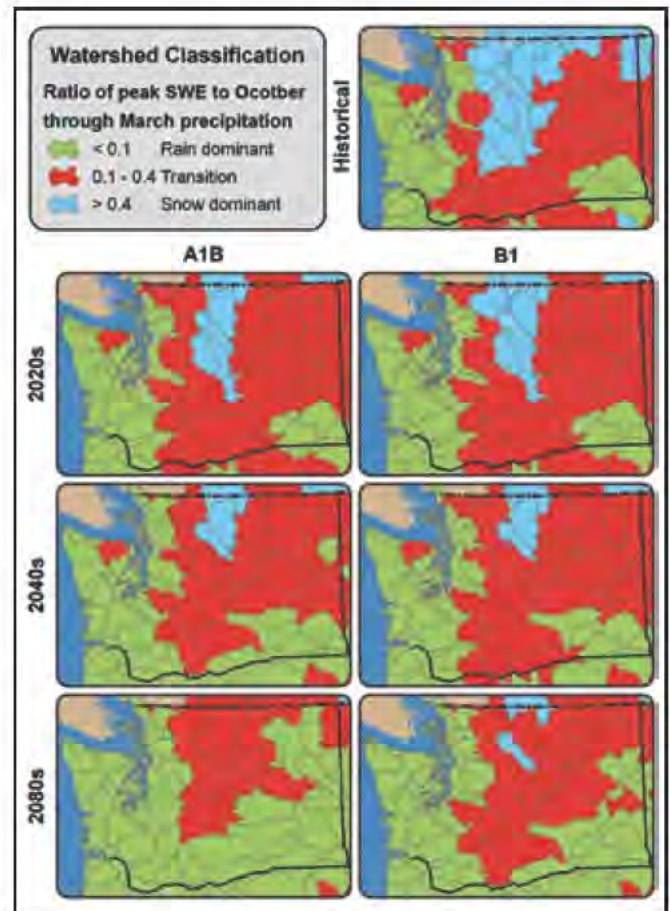 Watershed Classification
Ratio of peak SWE to Ocotber
through March precipitation
< 0.1 Rain dominant
0.1 - 0.4 Transition
> 0.4 Snow dominant
Historical
A1B
B1
2020s
2040s
2080s